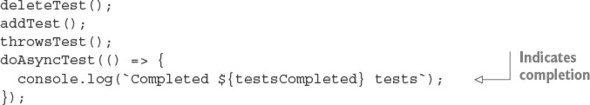 deleteTest();
addTest();
throwsTest();
doAsyncTest(() => {
  console.log(`Completed ${testsCompleted} tests`);
});
Indicates
completion